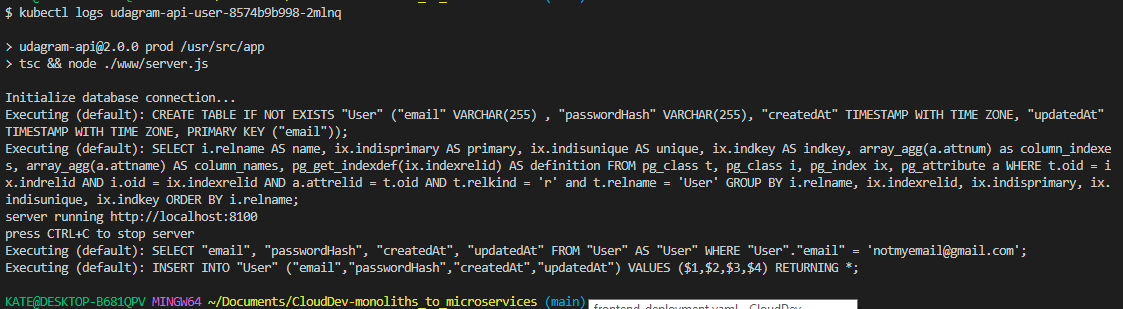 $ kubectl logs udagram-api-user-8574b9b998-2mlnq
> udagram-api@2.0.0 prod /usr/src/app
> tsc && node ./www/server.js
Initialize database connection...
Executing (default): CREATE TABLE IF NOT EXISTS "User" ("email" VARCHAR(255) , "passwordHash" VARCHAR(255), "createdAt" TIMESTAMP WITH TIME ZONE, "updatedAt"
TIMESTAMP WITH TIME ZONE, PRIMARY KEY ("email"));
Executing (default): SELECT i.relname AS name, ix.indisprimary AS primary, ix.indisunique AS unique, ix.indkey AS indkey, array_agg(a.attnum) as column_indexe
s, array_agg(a.attname) AS column_names, pg_get_indexdef(ix.indexrelid) AS definition FROM pg_class t, pg_class i, pg_index ix, pg_attribute a WHERE t.oid = i
x.indrelid AND i.oid = ix.indexrelid AND a.attrelid = t.oid AND t.relkind = 'r' and t.relname = 'User' GROUP BY i.relname, ix.indexrelid, ix.indisprimary, ix.
indisunique, ix.indkey ORDER BY i.relname;
server running http://localhost:8100
press CTRL+C to stop server
Executing (default): SELECT "email", "passwordHash", "createdAt", "updatedAt" FROM "User" AS "User" WHERE "User"."email" = 'notmyemail@gmail.com';
Executing (default): INSERT INTO "User" ("email","passwordHash","createdAt","updatedAt") VALUES ($1,$2,$3,$4) RETURNING *;
KATE@DESKTOP-B681QPV MINGW64 ~/Documents/CloudDev-monoliths_to_microservices (main)
frontend-deployment.yaml - CloudDev